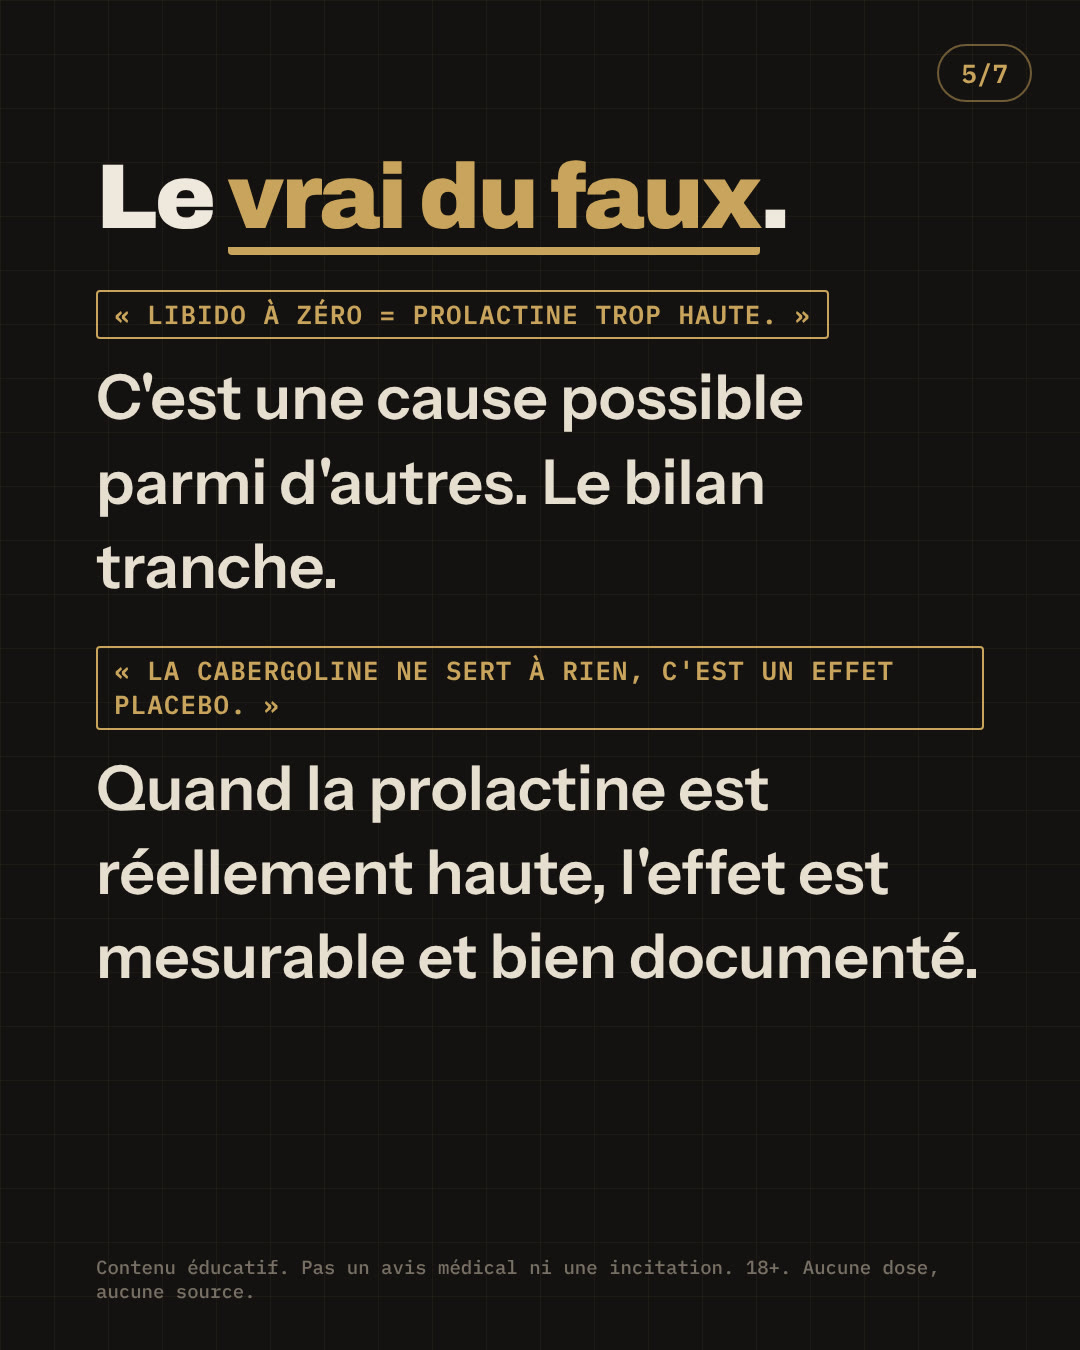 5/7
Le vrai du faux.
« LIBIDO À ZÉRO = PROLACTINE TROP HAUTE. »
C'est une cause possible
parmi d'autres. Le bilan
tranche.
« LA CABERGOLINE NE SERT À RIEN, C'EST UN EFFET
PLACEBO. »
Quand la prolactine est
réellement haute, l'effet est
mesurable et bien documenté.
Contenu éducatif. Pas un avis médical ni une incitation. 18+. Aucune dose,
aucune source.